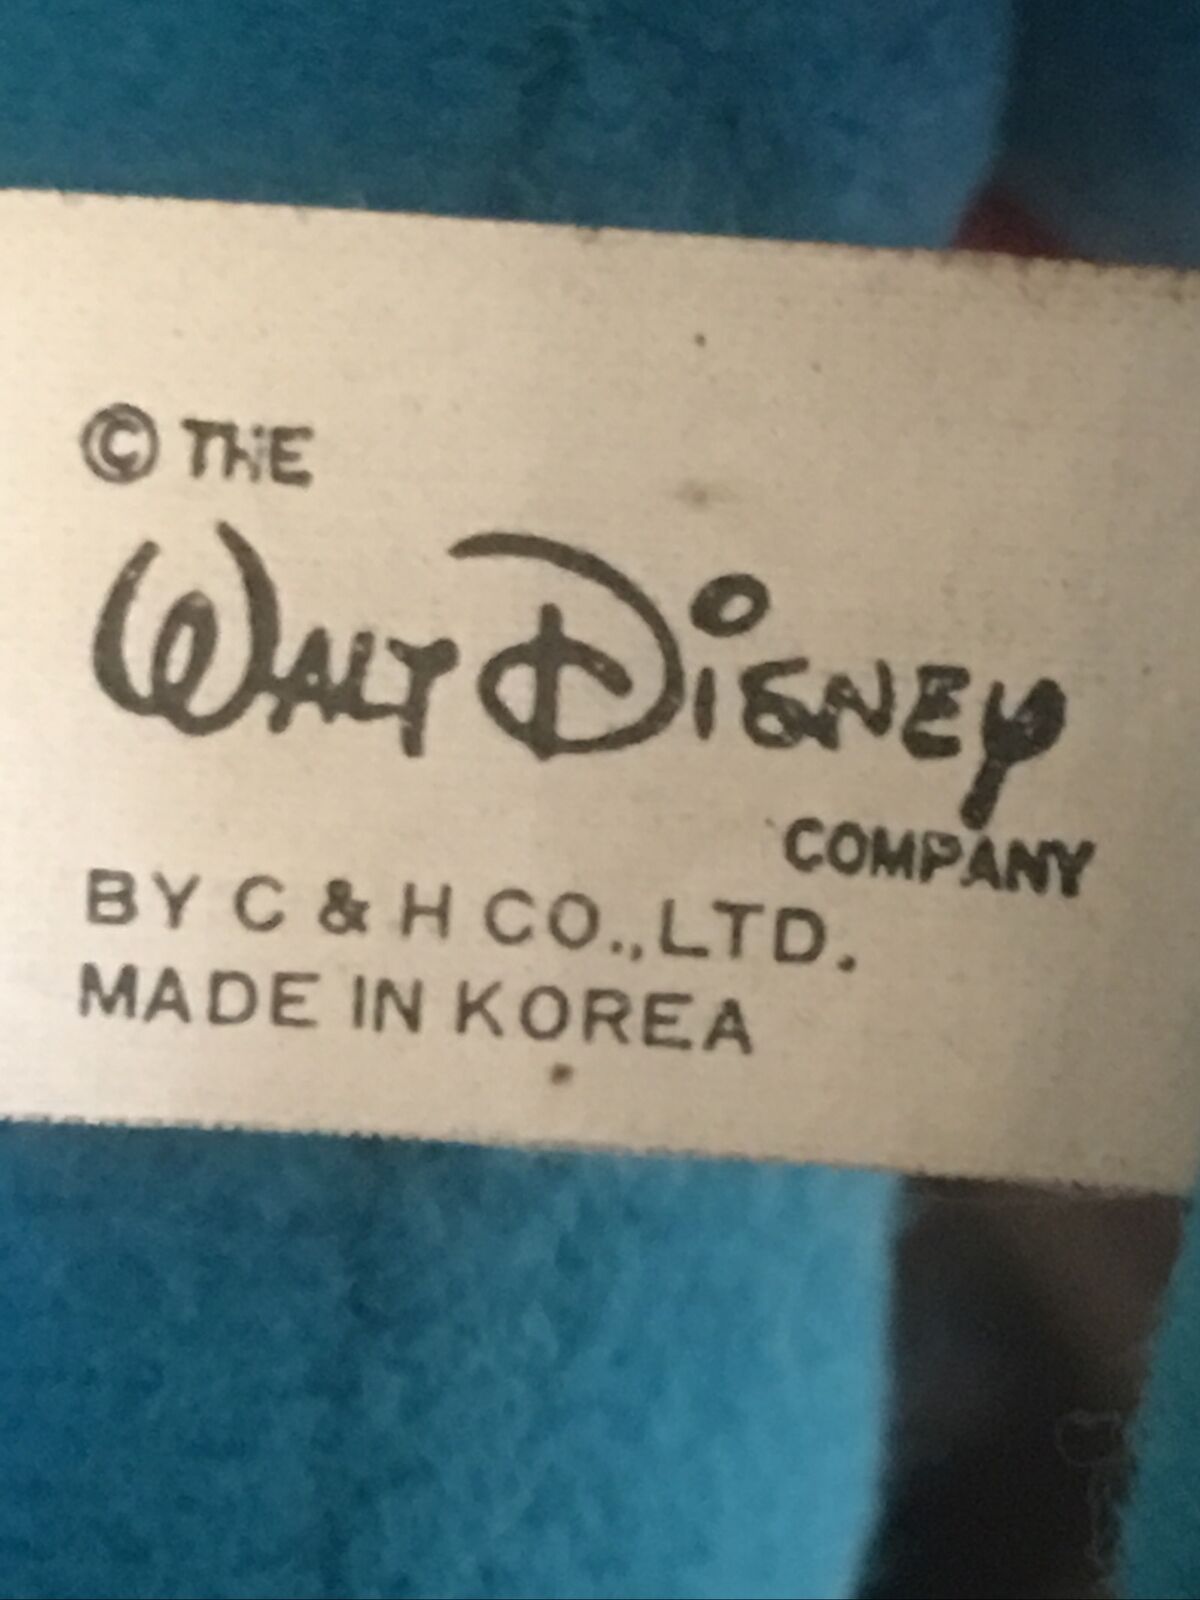 © THE
WALT DISNEY
COMPANY
BY C & H CO.,LTD.
MADE IN KOREA